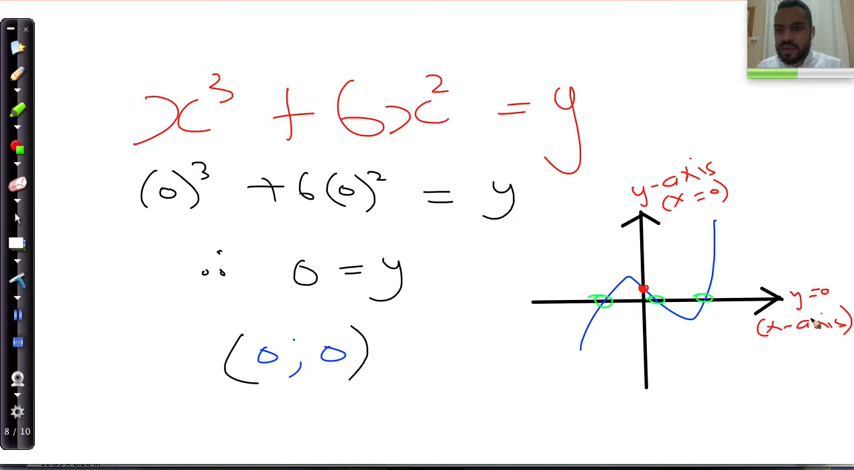 x³ + 6x² = y
(0)³ + 6(0)² = y
∴ 0 = y
(0; 0)
y-axis
(x=0)
y=0
(x-axis)
8 / 10